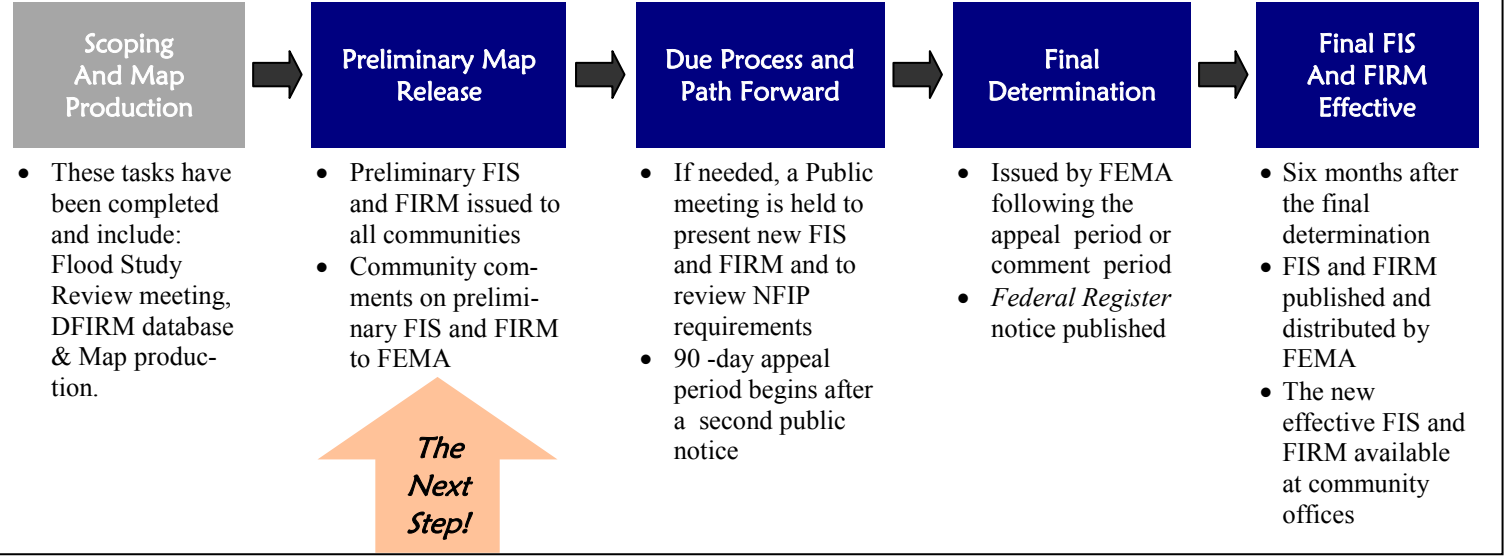 Scoping
And Map
Production
Preliminary Map
Release
Due Process and
Path Forward
Final
Determination
Final FIS
And FIRM
Effective
• These tasks have
been completed
and include:
Flood Study
Review meeting,
DFIRM database
& Map produc-
tion.
• Preliminary FIS
and FIRM issued to
all communities
• Community com-
ments on prelimi-
nary FIS and FIRM
to FEMA
The
Next
Step!
• If needed, a Public
meeting is held to
present new FIS
and FIRM and to
review NFIP
requirements
• 90 -day appeal
period begins after
a second public
notice
• Issued by FEMA
following the
appeal period or
comment period
• Federal Register
notice published
• Six months after
the final
determination
• FIS and FIRM
published and
distributed by
FEMA
• The new
effective FIS and
FIRM available
at community
offices